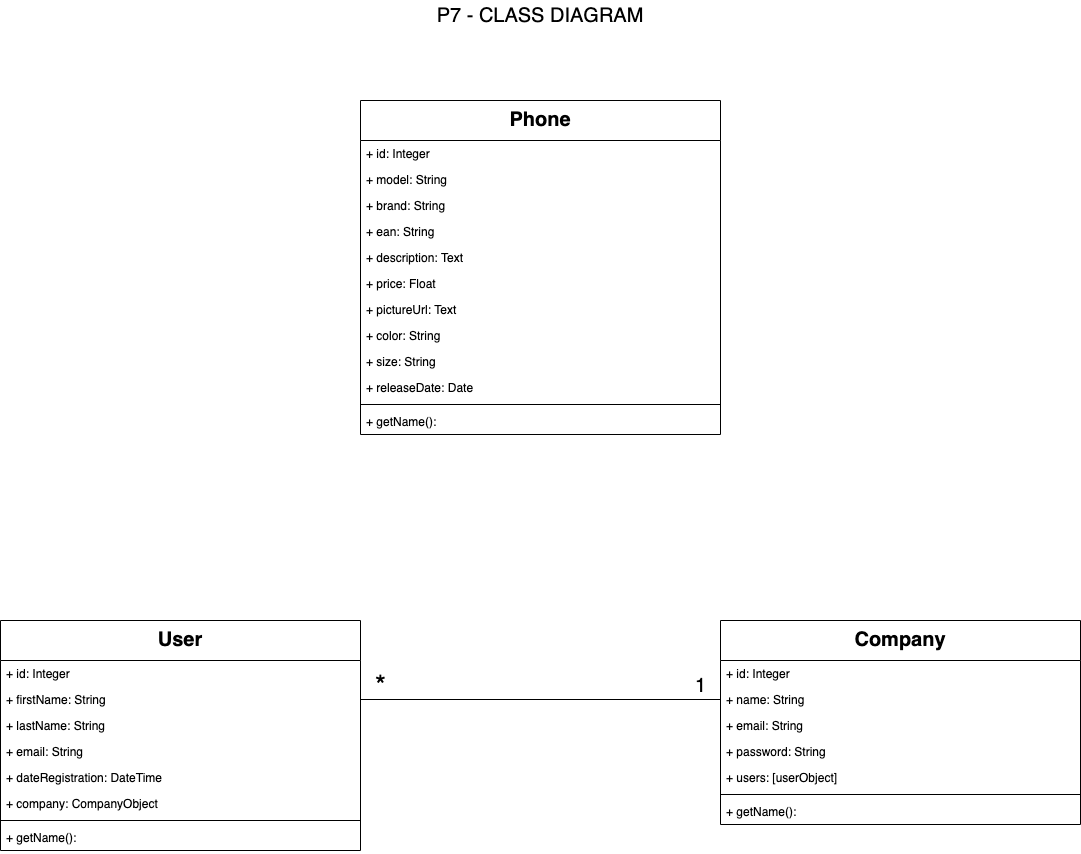 P7 - CLASS DIAGRAM
Phone
+ id: Integer
+ model: String
+ brand: String
+ ean: String
+ description: Text
+ price: Float
+ pictureUrl: Text
+ color: String
+ size: String
+ releaseDate: Date
+ getName():
User
+ id: Integer
+ firstName: String
+ lastName: String
+ email: String
+ dateRegistration: DateTime
+ company: CompanyObject
+ getName():
*
1
Company
+ id: Integer
+ name: String
+ email: String
+ password: String
+ users: [userObject]
+ getName():